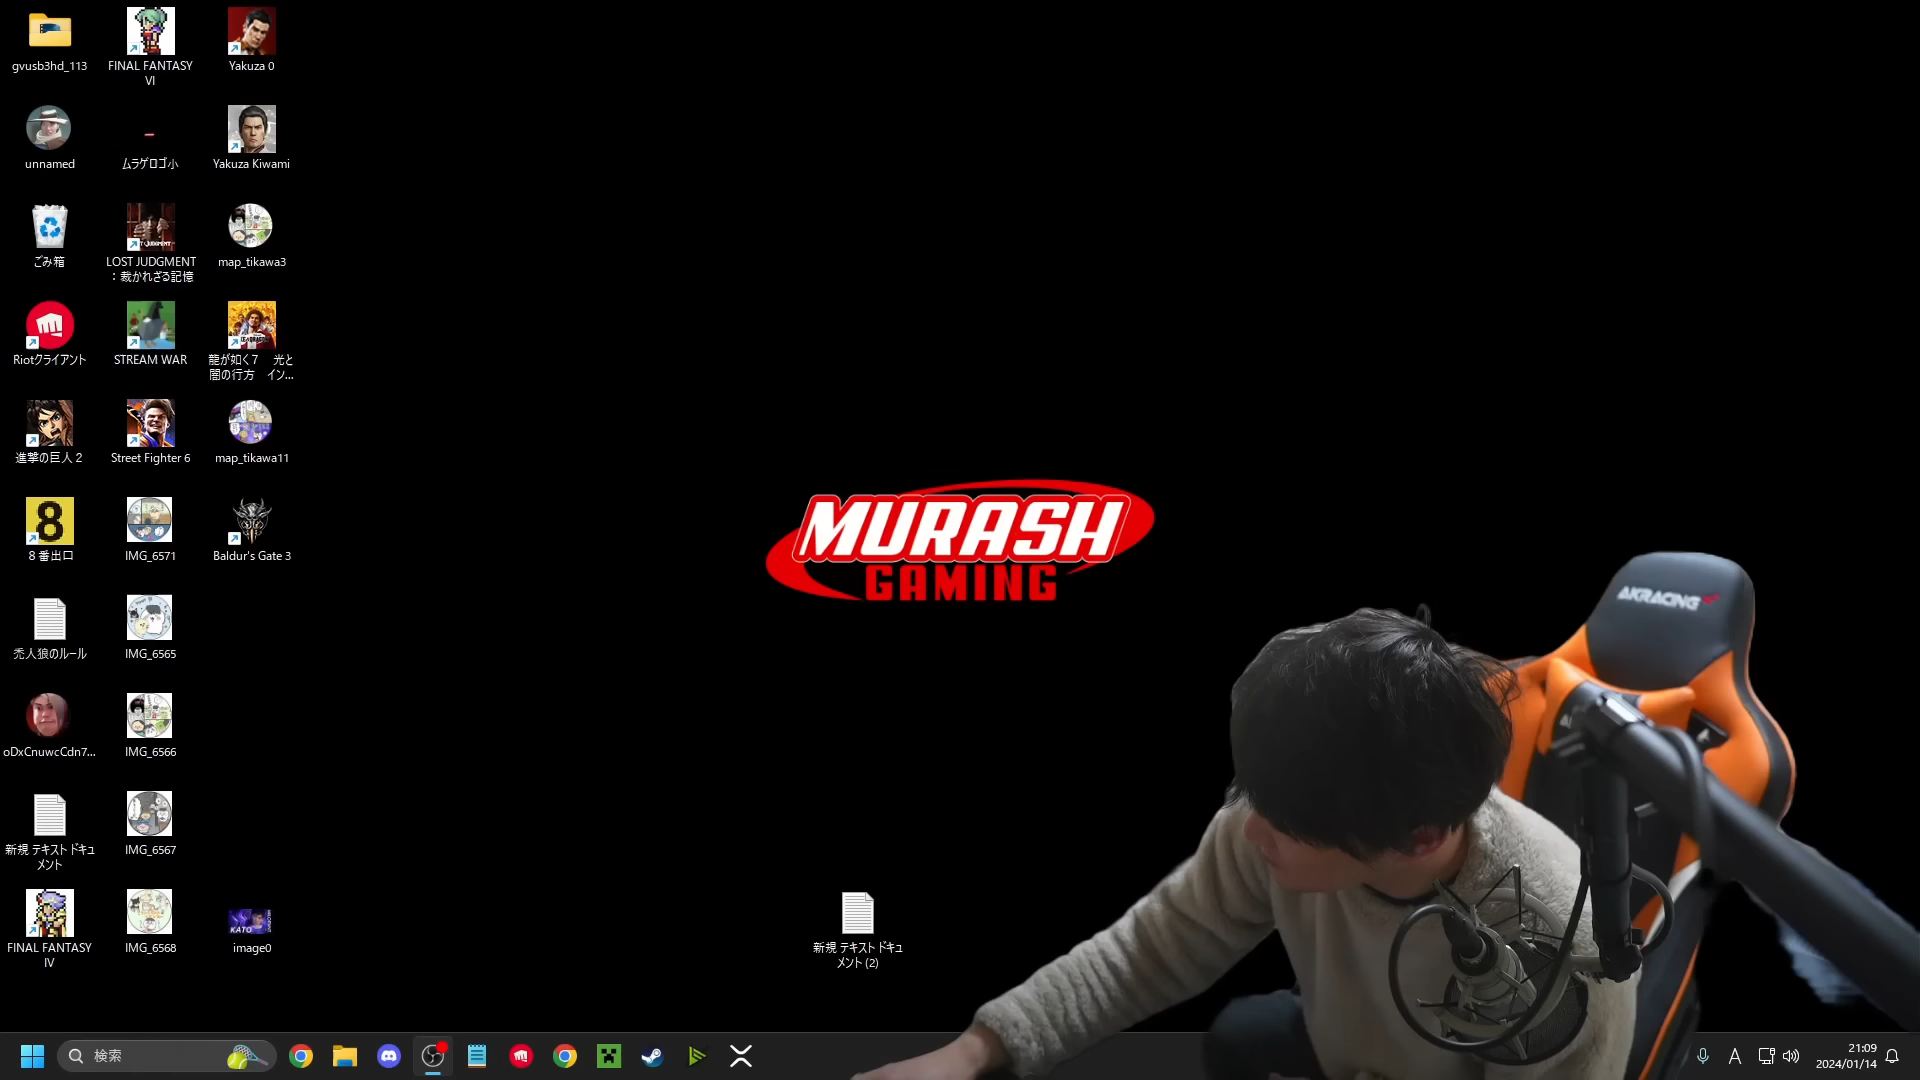 gvusb3hd_113
FINAL FANTASY
VI
Yakuza 0
unnamed
ムラゲロゴ小
Yakuza Kiwami
ごみ箱
LOST JUDGMENT
：裁かれざる記憶
map_tikawa3
Riotクライアント
STREAM WAR
龍が如く7　光と
闇の行方　イン...
進撃の巨人２
Street Fighter 6
map_tikawa11
8
８番出口
IMG_6571
Baldur's Gate 3
MURASH
GAMING
AKRACING
禿人狼のルール
IMG_6565
oDxCnuwcCdn7...
IMG_6566
新規 テキスト ドキュ
メント
IMG_6567
FINAL FANTASY
IV
IMG_6568
KATO
image0
新規 テキスト ドキュ
メント (2)
検索
A
21:09
2024/01/14